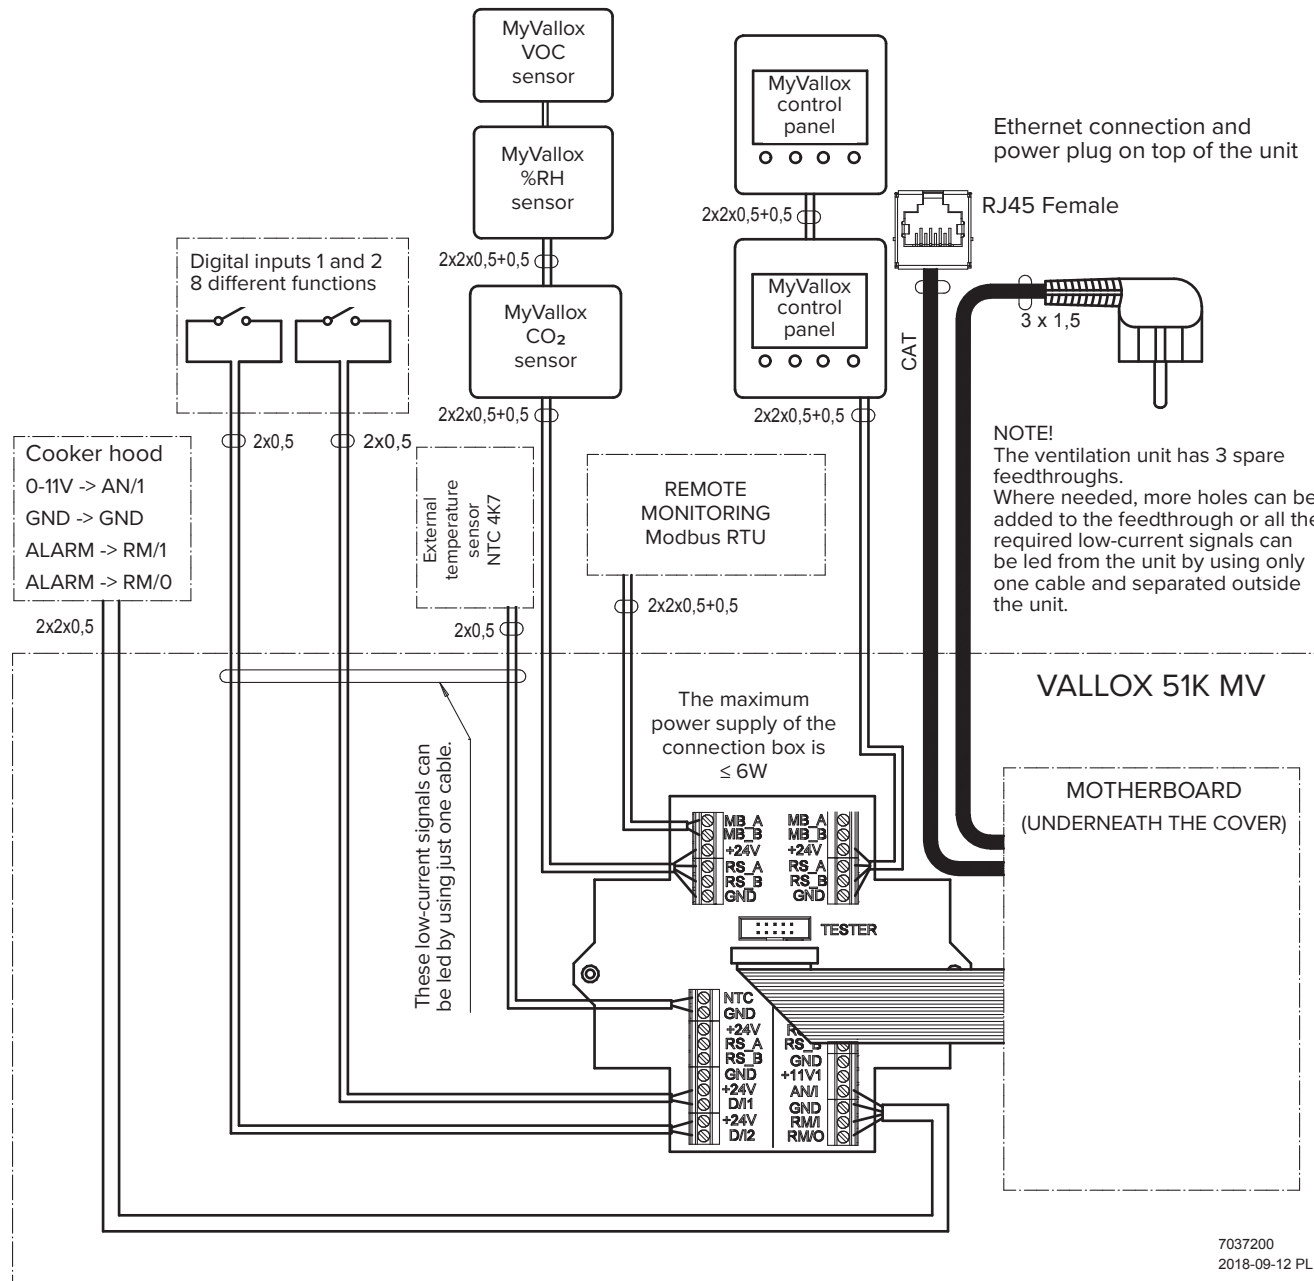 MyVallox
VOC
sensor
MyVallox
%RH
sensor
2x2x0,5+0,5
MyVallox
CO2
sensor
2x2x0,5+0,5
MyVallox
control
panel
2x2x0,5+0,5
MyVallox
control
panel
2x2x0,5+0,5
Ethernet connection and
power plug on top of the unit
RJ45 Female
CAT
3 x 1,5
Digital inputs 1 and 2
8 different functions
2x0,5
2x0,5
Cooker hood
0-11V -> AN/1
GND -> GND
ALARM -> RM/1
ALARM -> RM/0
2x2x0,5
External
temperature
sensor
NTC 4K7
2x0,5
REMOTE
MONITORING
Modbus RTU
2x2x0,5+0,5
NOTE!
The ventilation unit has 3 spare
feedthroughs.
Where needed, more holes can be
added to the feedthrough or all the
required low-current signals can
be led from the unit by using only
one cable and separated outside
the unit.
VALLOX 51K MV
These low-current signals can
be led by using just one cable.
The maximum
power supply of the
connection box is
≤ 6W
MOTHERBOARD
(UNDERNEATH THE COVER)
MB_A
MB_B
+24V
RS_A
RS_B
GND
MB_A
MB_B
+24V
RS_A
RS_B
GND
TESTER
NTC
GND
+24V
RS_A
RS_B
GND
+24V
D/I1
+24V
D/I2
RS_B
GND
+11V1
AN/I
GND
RM/I
RM/O
7037200
2018-09-12 PL